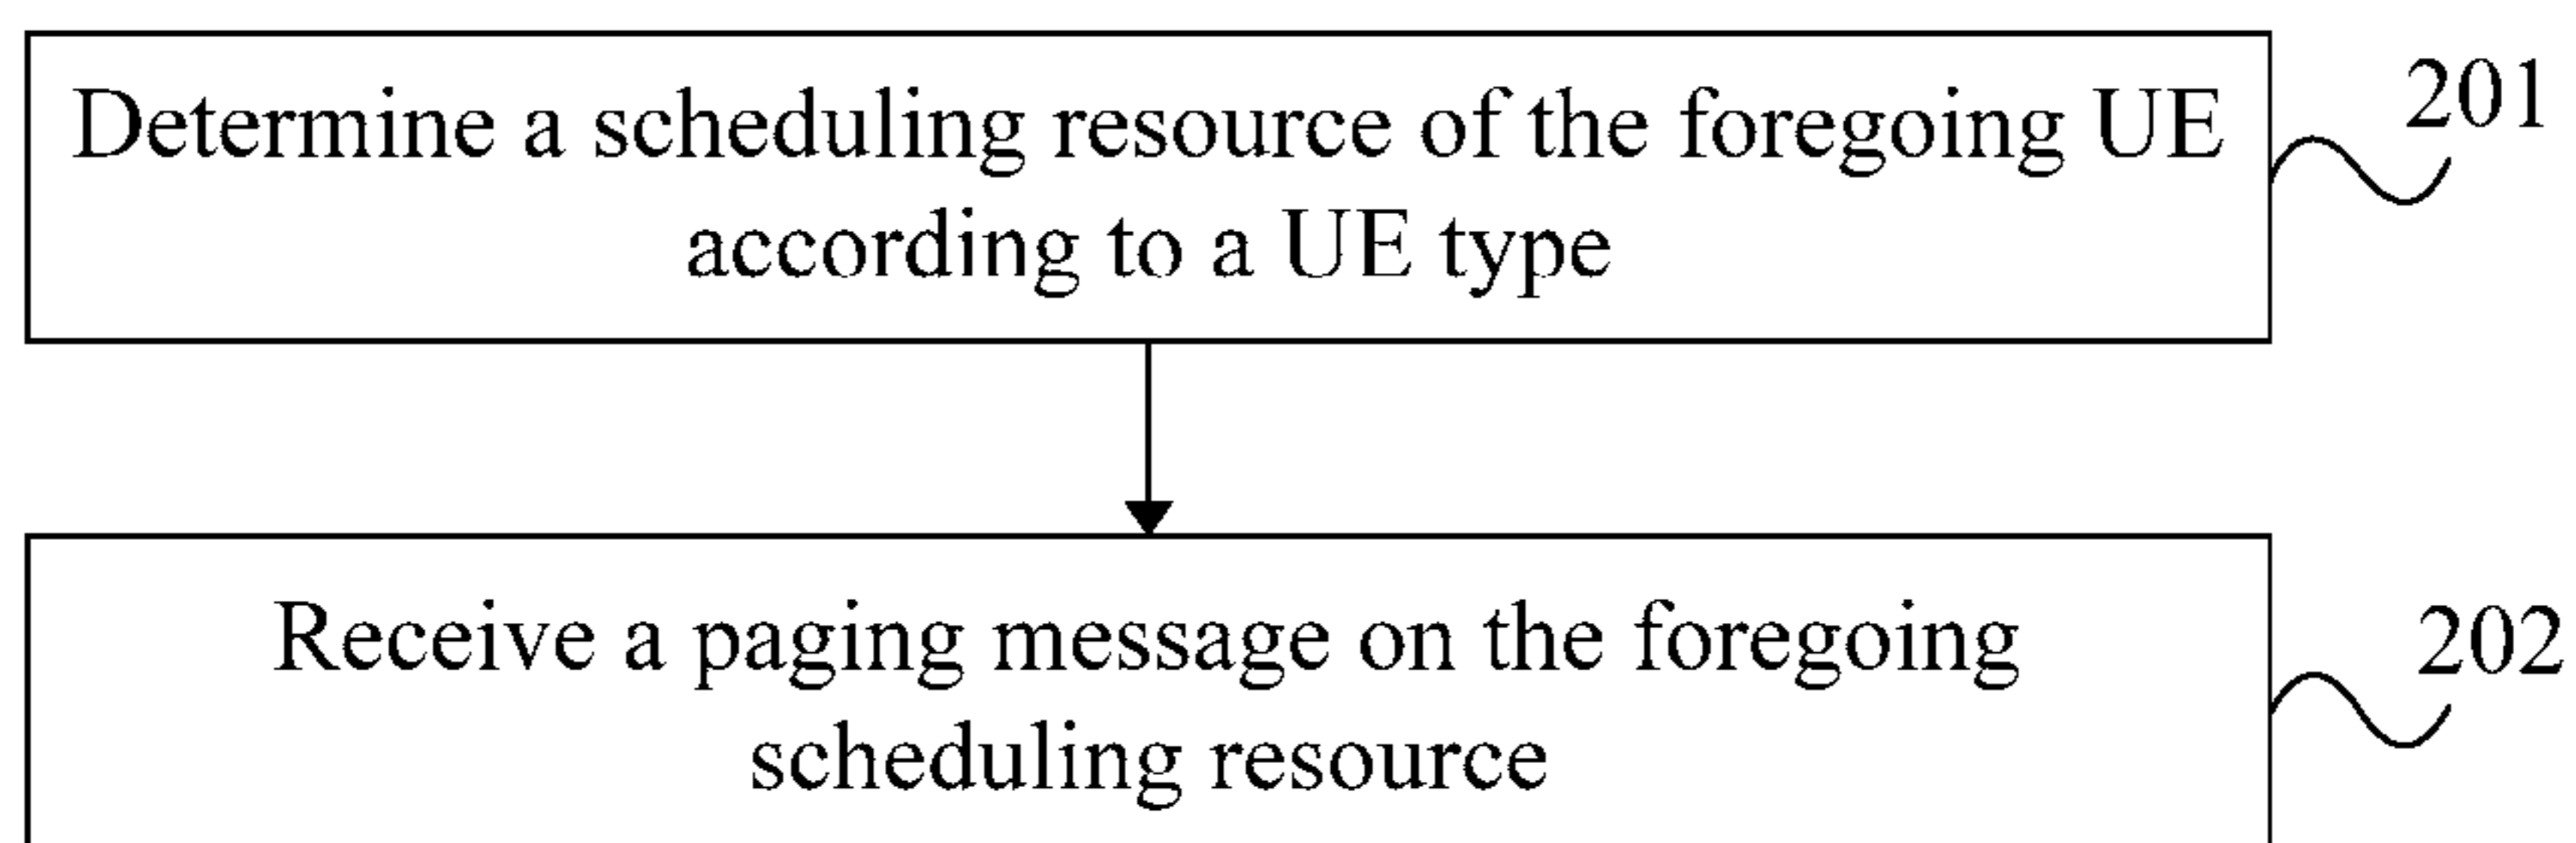 Determine a scheduling resource of the foregoing UE
according to a UE type
201
Receive a paging message on the foregoing
scheduling resource
202